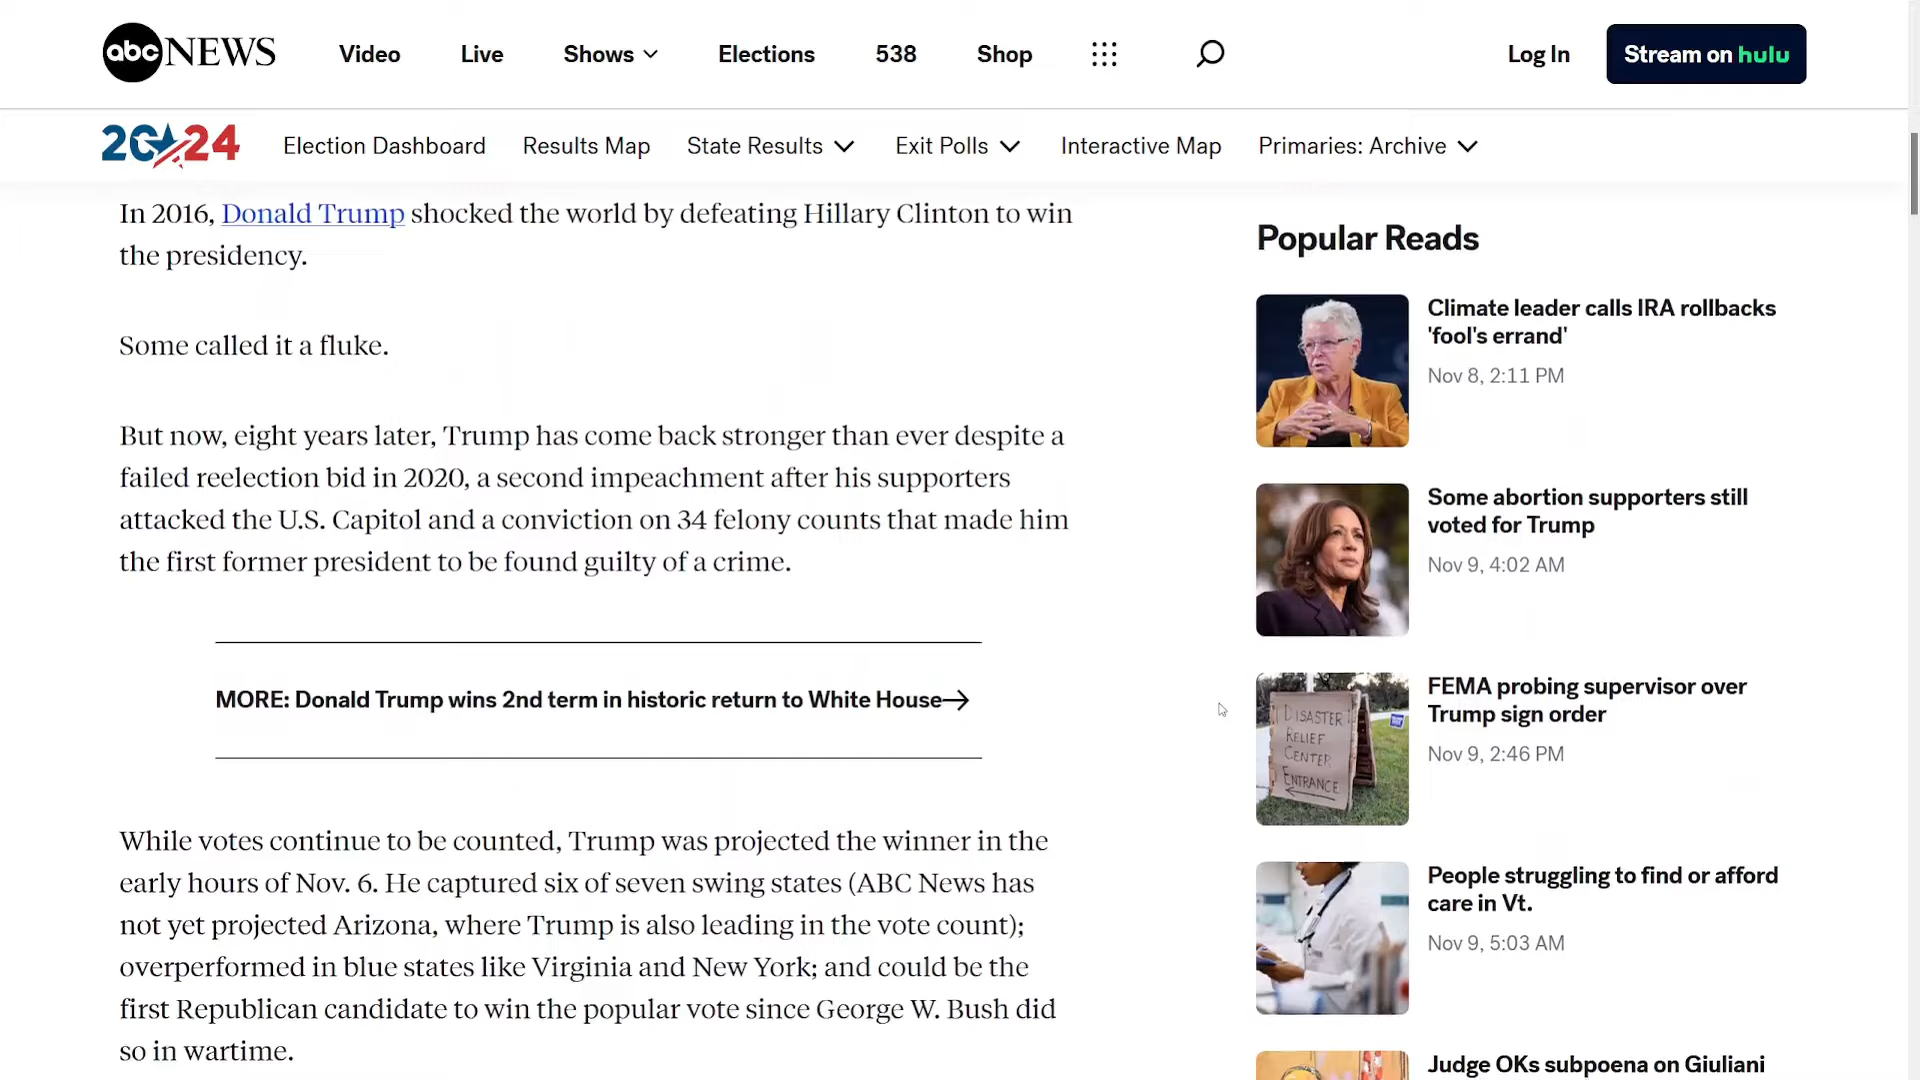 abc NEWS
Video
Live
Shows
Elections
538
Shop
Log In
Stream on hulu
2024
Election Dashboard
Results Map
State Results
Exit Polls
Interactive Map
Primaries: Archive
In 2016, Donald Trump shocked the world by defeating Hillary Clinton to win
the presidency.
Some called it a fluke.
But now, eight years later, Trump has come back stronger than ever despite a
failed reelection bid in 2020, a second impeachment after his supporters
attacked the U.S. Capitol and a conviction on 34 felony counts that made him
the first former president to be found guilty of a crime.
MORE: Donald Trump wins 2nd term in historic return to White House
While votes continue to be counted, Trump was projected the winner in the
early hours of Nov. 6. He captured six of seven swing states (ABC News has
not yet projected Arizona, where Trump is also leading in the vote count);
overperformed in blue states like Virginia and New York; and could be the
first Republican candidate to win the popular vote since George W. Bush did
so in wartime.
Popular Reads
Climate leader calls IRA rollbacks
'fool's errand'
Nov 8, 2:11 PM
Some abortion supporters still
voted for Trump
Nov 9, 4:02 AM
DISASTER
RELIEF
CENTER
ENTRANCE
FEMA probing supervisor over
Trump sign order
Nov 9, 2:46 PM
People struggling to find or afford
care in Vt.
Nov 9, 5:03 AM
Judge OKs subpoena on Giuliani